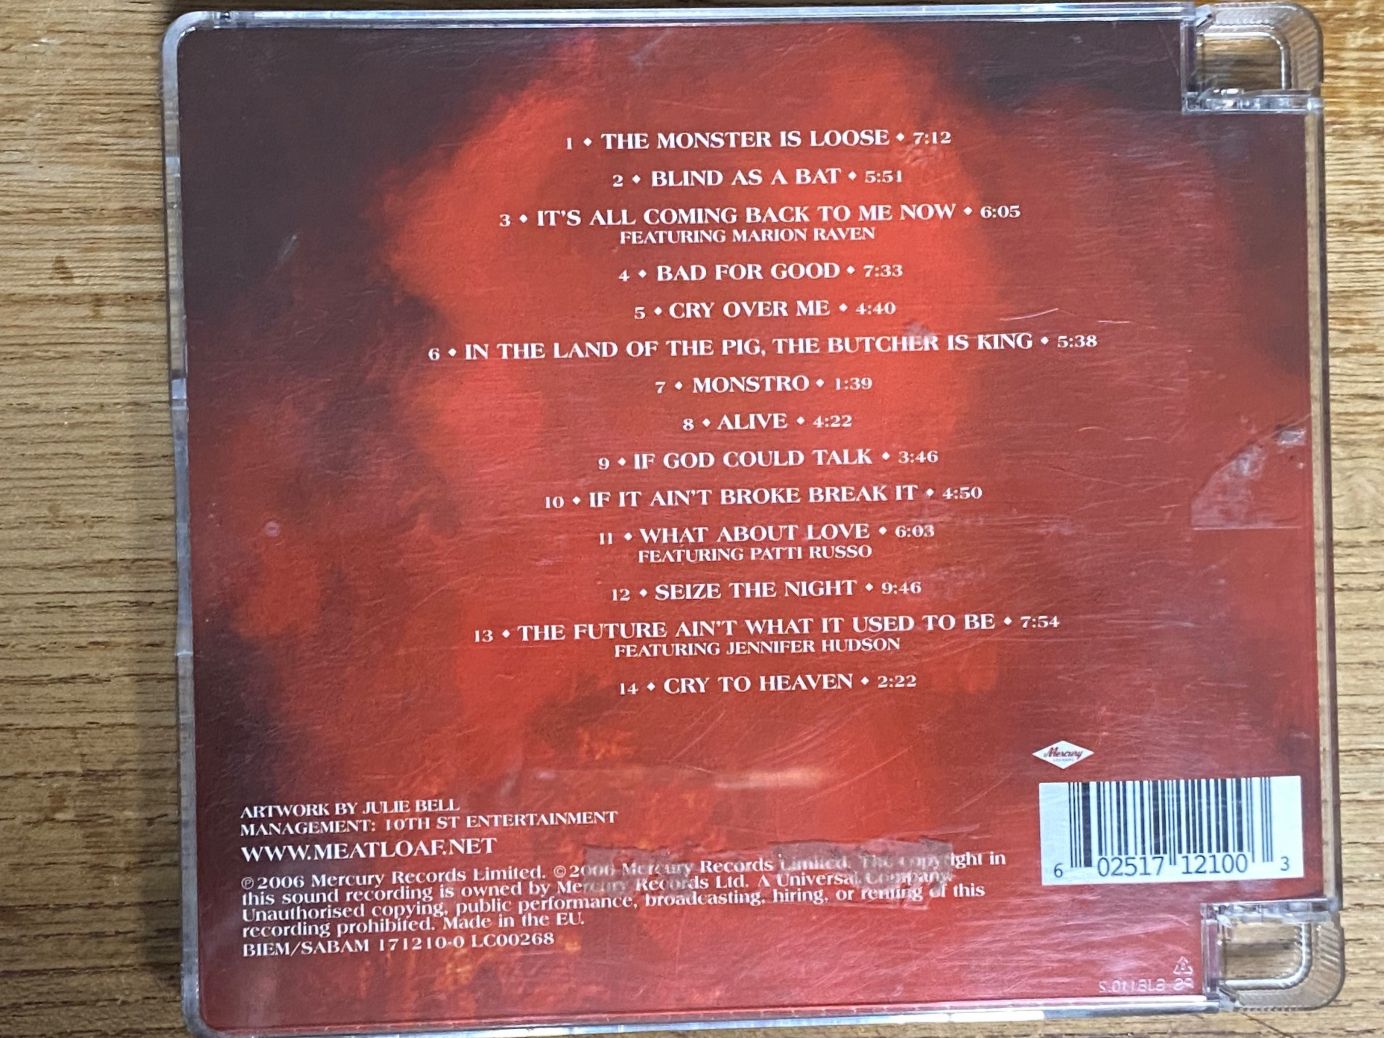 1 ◆ THE MONSTER IS LOOSE ◆ 7:12
2 ◆ BLIND AS A BAT ◆ 5:51
3 ◆ IT'S ALL COMING BACK TO ME NOW ◆ 6:05
FEATURING MARION RAVEN
4 ◆ BAD FOR GOOD ◆ 7:33
5 ◆ CRY OVER ME ◆ 4:40
6 ◆ IN THE LAND OF THE PIG, THE BUTCHER IS KING ◆ 5:38
7 ◆ MONSTRO ◆ 1:39
8 ◆ ALIVE ◆ 4:22
9 ◆ IF GOD COULD TALK ◆ 3:46
10 ◆ IF IT AIN'T BROKE BREAK IT ◆ 4:50
11 ◆ WHAT ABOUT LOVE ◆ 6:03
FEATURING PATTI RUSSO
12 ◆ SEIZE THE NIGHT ◆ 9:46
13 ◆ THE FUTURE AIN'T WHAT IT USED TO BE ◆ 7:54
FEATURING JENNIFER HUDSON
14 ◆ CRY TO HEAVEN ◆ 2:22
Mercury
ARTWORK BY JULIE BELL
MANAGEMENT: 10TH ST ENTERTAINMENT
WWW.MEATLOAF.NET
℗ 2006 Mercury Records Limited. © 2006 Mercury Records Limited. The copyright in
this sound recording is owned by Mercury Records Ltd. A Universal Company.
Unauthorised copying, public performance, broadcasting, hiring, or renting of this
recording prohibited. Made in the EU.
BIEM/SABAM 171210-0 LC00268
6 02517 12100 3